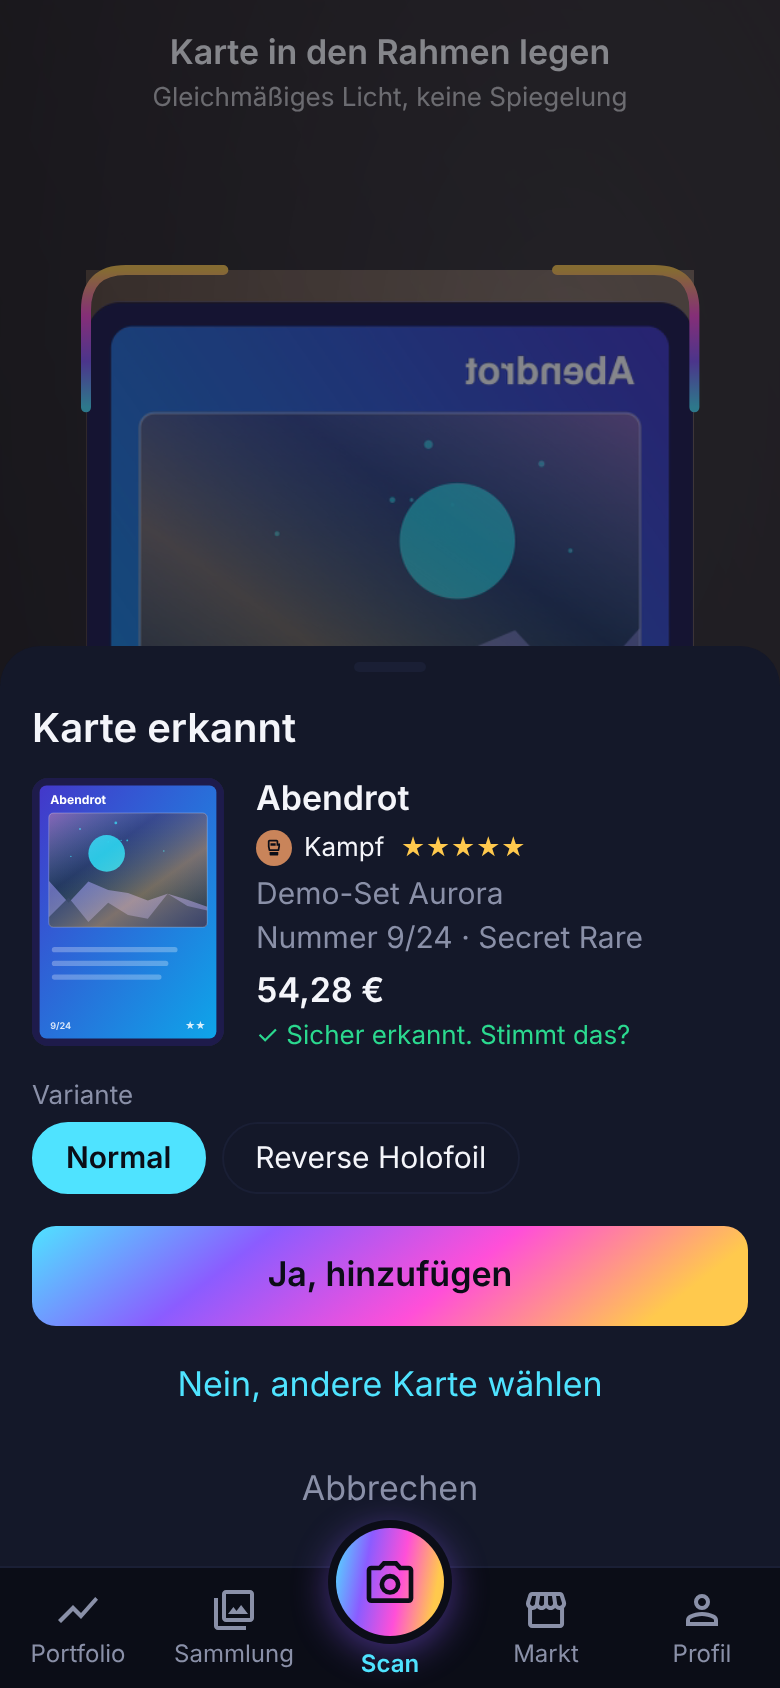 Karte in den Rahmen legen
Gleichmäßiges Licht, keine Spiegelung
Abendrot
Karte erkannt
Abendrot
9/24 ★★
Abendrot
Kampf ★★★★★
Demo-Set Aurora
Nummer 9/24 · Secret Rare
54,28 €
✓ Sicher erkannt. Stimmt das?
Variante
Normal
Reverse Holofoil
Ja, hinzufügen
Nein, andere Karte wählen
Abbrechen
Portfolio
Sammlung
Scan
Markt
Profil